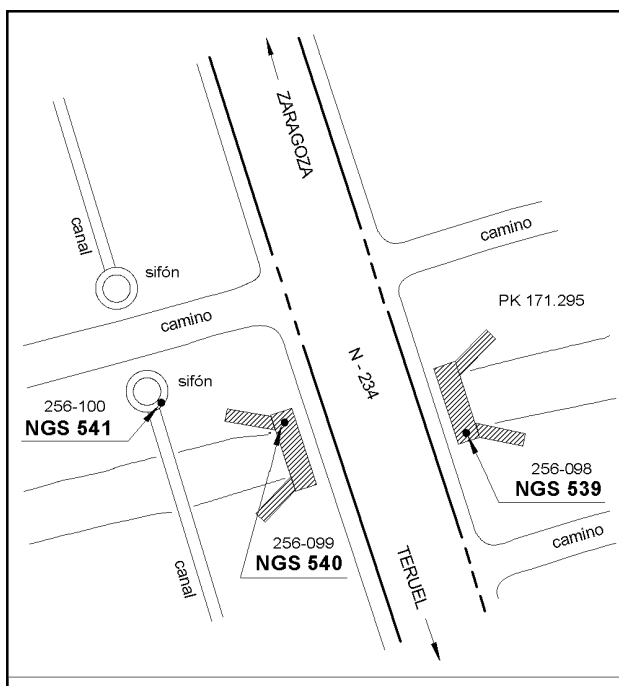 ZARAGOZA
canal
sifón
camino
camino
PK 171.295
N - 234
sifón
256-100
NGS 541
256-098
NGS 539
256-099
NGS 540
camino
canal
TERUEL